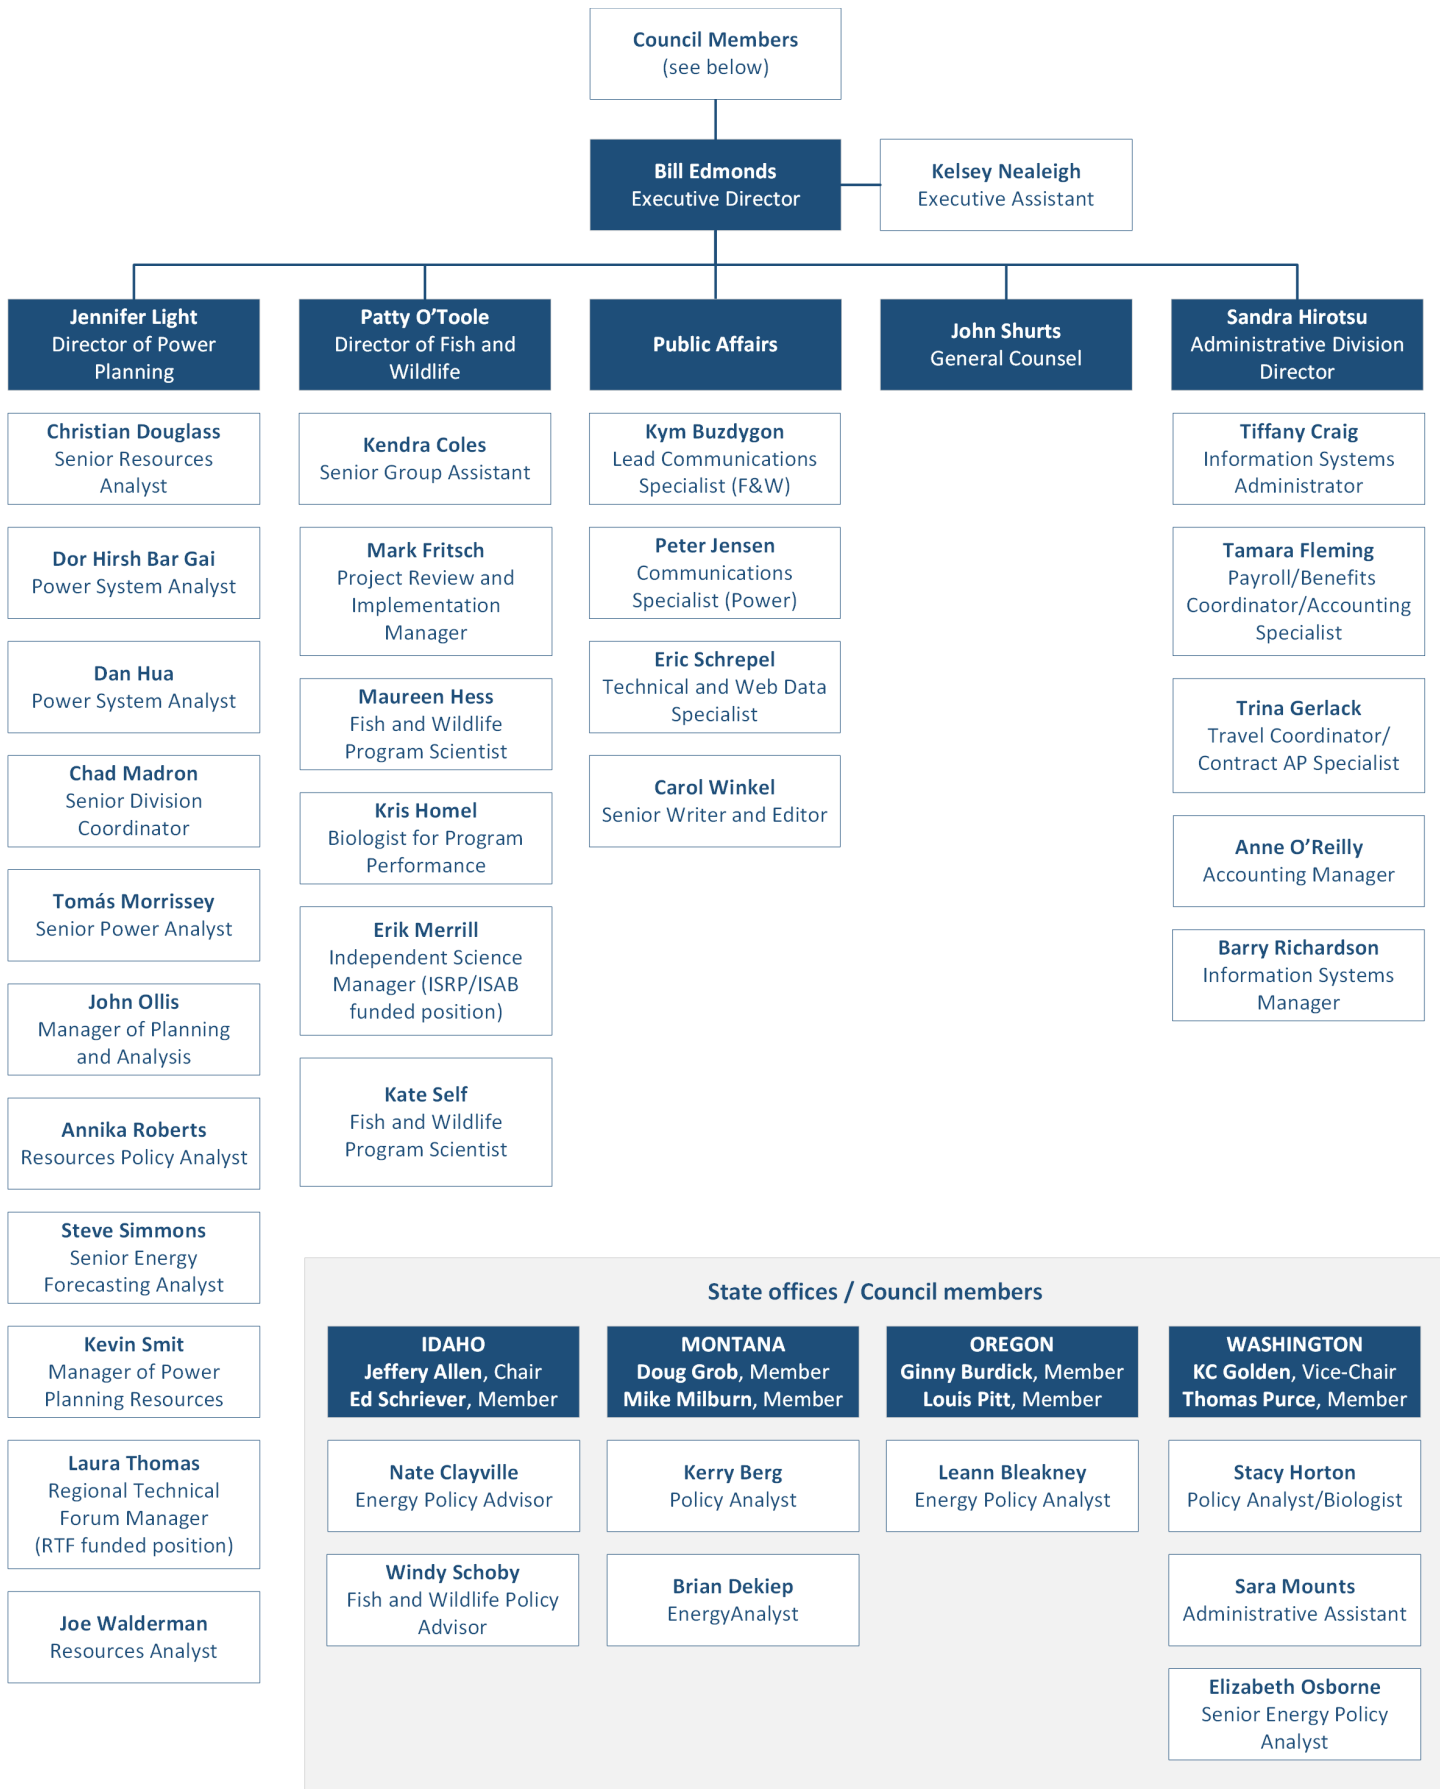 Council Members
(see below)
Bill Edmonds
Executive Director
Kelsey Nealeigh
Executive Assistant
Jennifer Light
Director of Power
Planning
Christian Douglass
Senior Resources
Analyst
Dor Hirsh Bar Gai
Power System Analyst
Dan Hua
Power System Analyst
Chad Madron
Senior Division
Coordinator
Tomás Morrissey
Senior Power Analyst
John Ollis
Manager of Planning
and Analysis
Annika Roberts
Resources Policy Analyst
Steve Simmons
Senior Energy
Forecasting Analyst
Kevin Smit
Manager of Power
Planning Resources
Laura Thomas
Regional Technical
Forum Manager
(RTF funded position)
Joe Walderman
Resources Analyst
Patty O’Toole
Director of Fish and
Wildlife
Kendra Coles
Senior Group Assistant
Mark Fritsch
Project Review and
Implementation
Manager
Maureen Hess
Fish and Wildlife
Program Scientist
Kris Homel
Biologist for Program
Performance
Erik Merrill
Independent Science
Manager (ISRP/ISAB
funded position)
Kate Self
Fish and Wildlife
Program Scientist
Public Affairs
Kym Buzdygon
Lead Communications
Specialist (F&W)
Peter Jensen
Communications
Specialist (Power)
Eric Schrepel
Technical and Web Data
Specialist
Carol Winkel
Senior Writer and Editor
John Shurts
General Counsel
Sandra Hirotsu
Administrative Division
Director
Tiffany Craig
Information Systems
Administrator
Tamara Fleming
Payroll/Benefits
Coordinator/Accounting
Specialist
Trina Gerlack
Travel Coordinator/
Contract AP Specialist
Anne O’Reilly
Accounting Manager
Barry Richardson
Information Systems
Manager
State offices / Council members
IDAHO
Jeffery Allen, Chair
Ed Schriever, Member
Nate Clayville
Energy Policy Advisor
Windy Schoby
Fish and Wildlife Policy
Advisor
MONTANA
Doug Grob, Member
Mike Milburn, Member
Kerry Berg
Policy Analyst
Brian Dekiep
EnergyAnalyst
OREGON
Ginny Burdick, Member
Louis Pitt, Member
Leann Bleakney
Energy Policy Analyst
WASHINGTON
KC Golden, Vice-Chair
Thomas Purce, Member
Stacy Horton
Policy Analyst/Biologist
Sara Mounts
Administrative Assistant
Elizabeth Osborne
Senior Energy Policy
Analyst